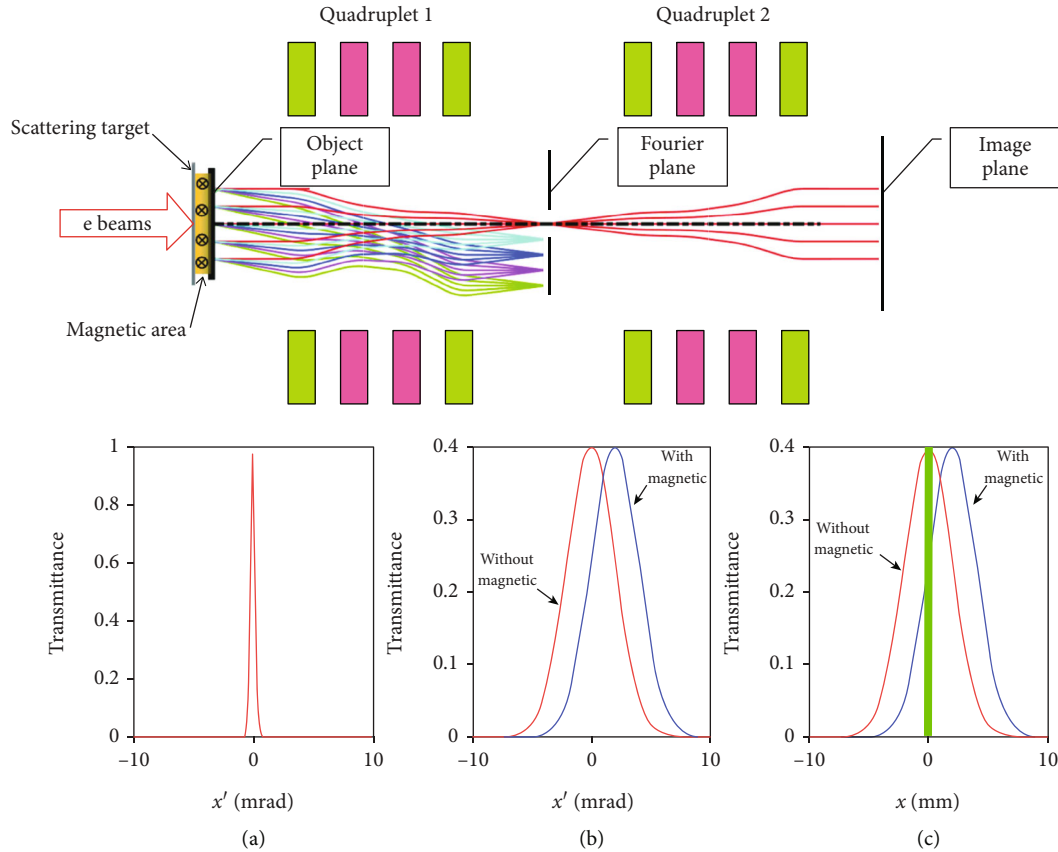 Quadruplet 1
Quadruplet 2
Scattering target
Object
plane
Fourier
plane
Image
plane
e beams
Magnetic area
1
0.8
0.6
0.4
0.2
0
Transmittance
−10
0
10
x′ (mrad)
(a)
0.4
0.3
0.2
0.1
0
Transmittance
With
magnetic
Without
magnetic
−10
0
10
x′ (mrad)
(b)
0.4
0.3
0.2
0.1
0
Transmittance
With
magnetic
Without
magnetic
−10
0
10
x (mm)
(c)